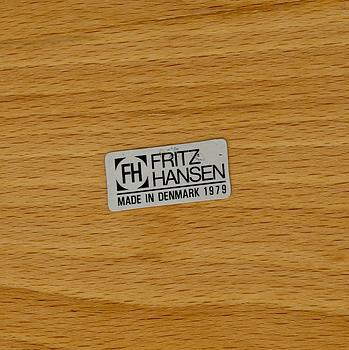 FH FRITZ
HANSEN
MADE IN DENMARK 1979